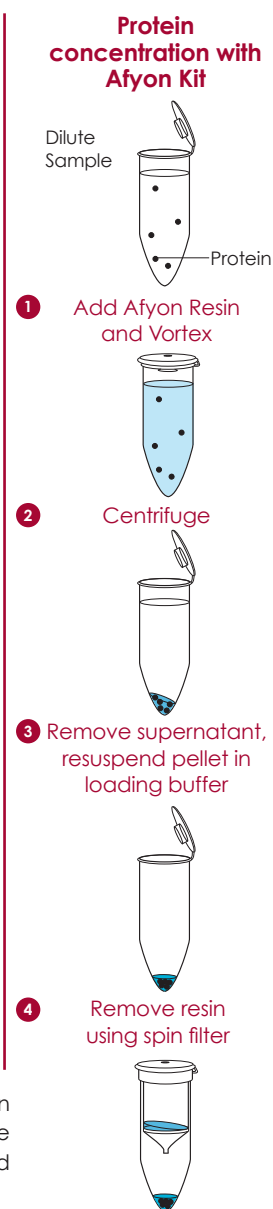 Protein
concentration with
Afyon Kit
Dilute
Sample
Protein
1 Add Afyon Resin
and Vortex
2 Centrifuge
3 Remove supernatant,
resuspend pellet in
loading buffer
4 Remove resin
using spin filter
n
e
d